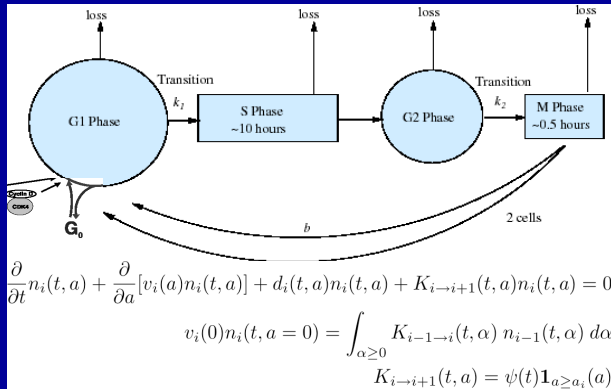 loss
loss
loss
loss
Transition
k₁
G1 Phase
S Phase
~10 hours
G2 Phase
Transition
k₂
M Phase
~0.5 hours
Cyclin D
CDK4
G₀
b
2 cells
∂/∂t n_i(t, a) + ∂/∂a [v_i(a)n_i(t, a)] + d_i(t, a)n_i(t, a) + K_{i→i+1}(t, a)n_i(t, a) = 0
v_i(0)n_i(t, a = 0) = ∫_{α≥0} K_{i−1→i}(t, α) n_{i−1}(t, α) dα
K_{i→i+1}(t, a) = ψ(t)𝟏_{a≥a_i}(a)